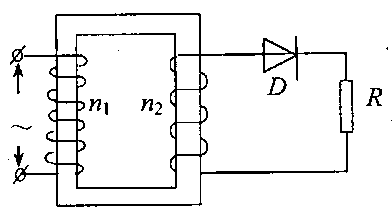 n₁ n₂ D R
~